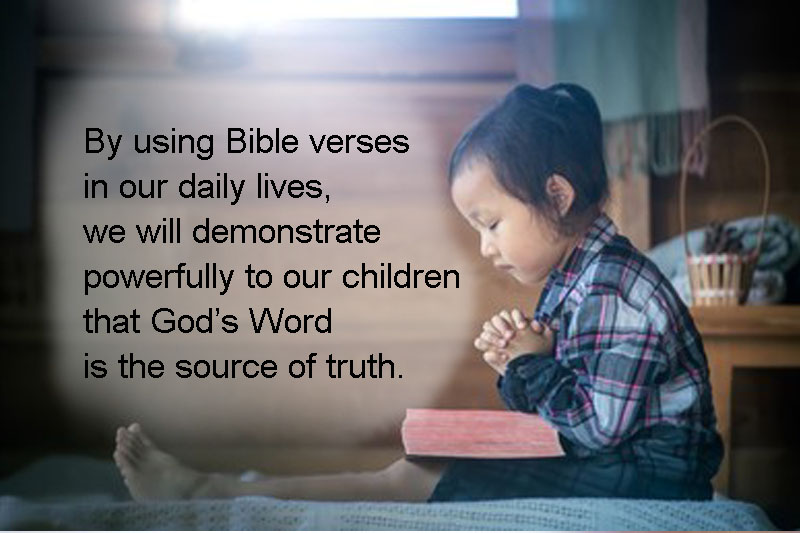 By using Bible verses
in our daily lives,
we will demonstrate
powerfully to our children
that God’s Word
is the source of truth.